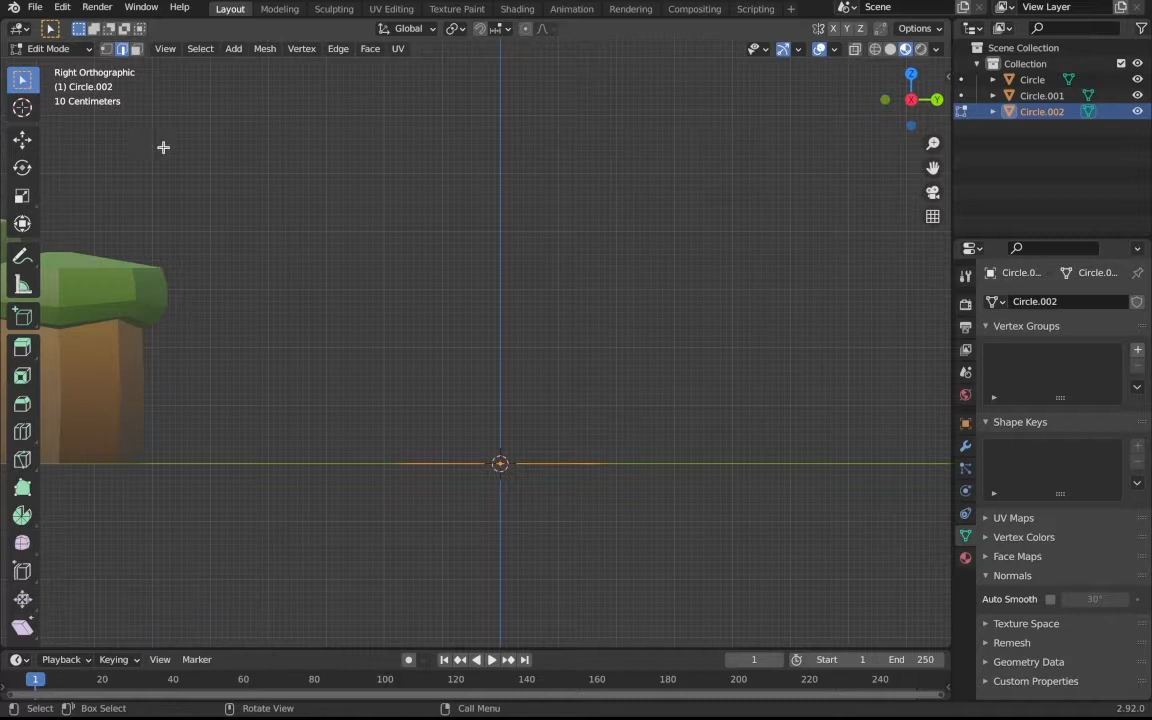 File Edit Render Window Help
Layout Modeling Sculpting UV Editing Texture Paint Shading Animation Rendering Compositing Scripting +
Scene View Layer
Global X Y Z Options
Edit Mode View Select Add Mesh Vertex Edge Face UV
Right Orthographic
(1) Circle.002
10 Centimeters
Z
X Y
Scene Collection
Collection
Circle
Circle.001
Circle.002
Circle.0... Circle.0...
Circle.002
Vertex Groups
Shape Keys
UV Maps
Vertex Colors
Face Maps
Normals
Auto Smooth 30°
Texture Space
Remesh
Geometry Data
Custom Properties
Playback Keying View Marker 1 Start 1 End 250
1 20 40 60 80 100 120 140 160 180 200 220 240
Select Box Select Rotate View Call Menu 2.92.0